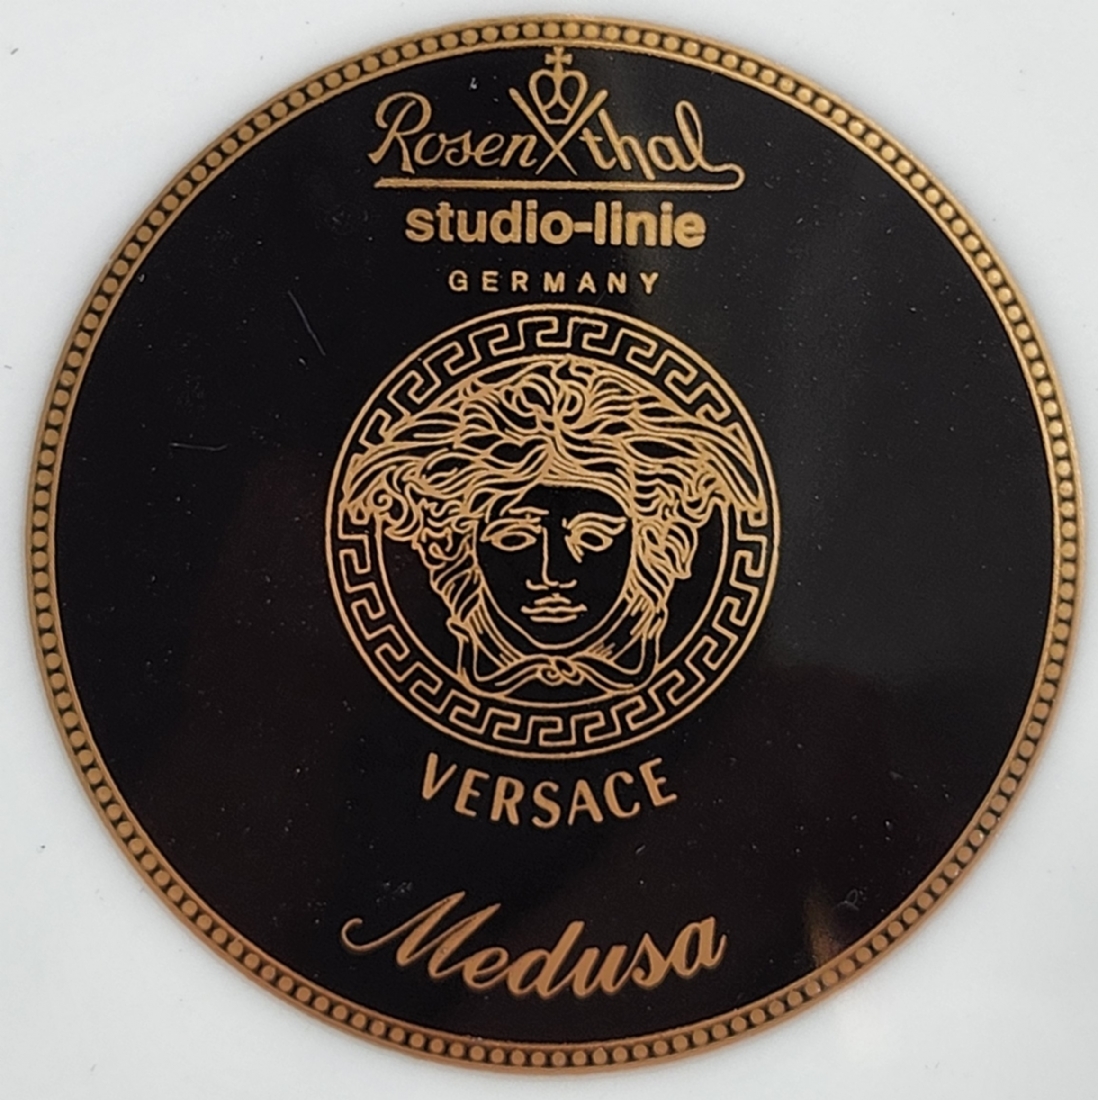 Rosenthal
studio-linie
GERMANY
VERSACE
Medusa